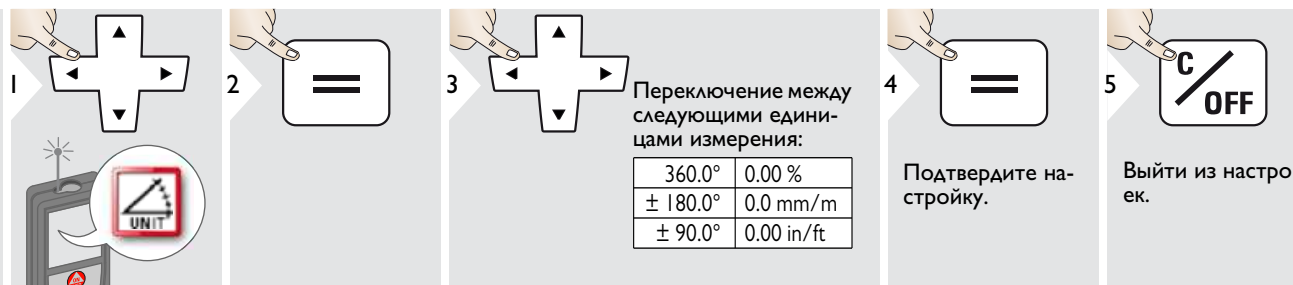 1
UNIT
2
=
3
Переключение между
следующими едини-
цами измерения:
360.0° 0.00 %
± 180.0° 0.0 mm/m
± 90.0° 0.00 in/ft
4
=
Подтвердите на-
стройку.
5
C/OFF
Выйти из настро
ек.